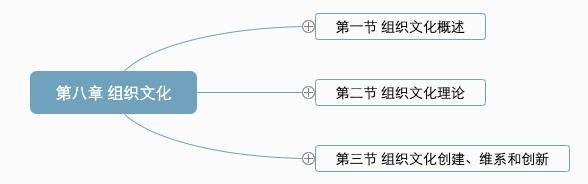 第一节 组织文化概述
第八章 组织文化
第二节 组织文化理论
第三节 组织文化创建、维系和创新